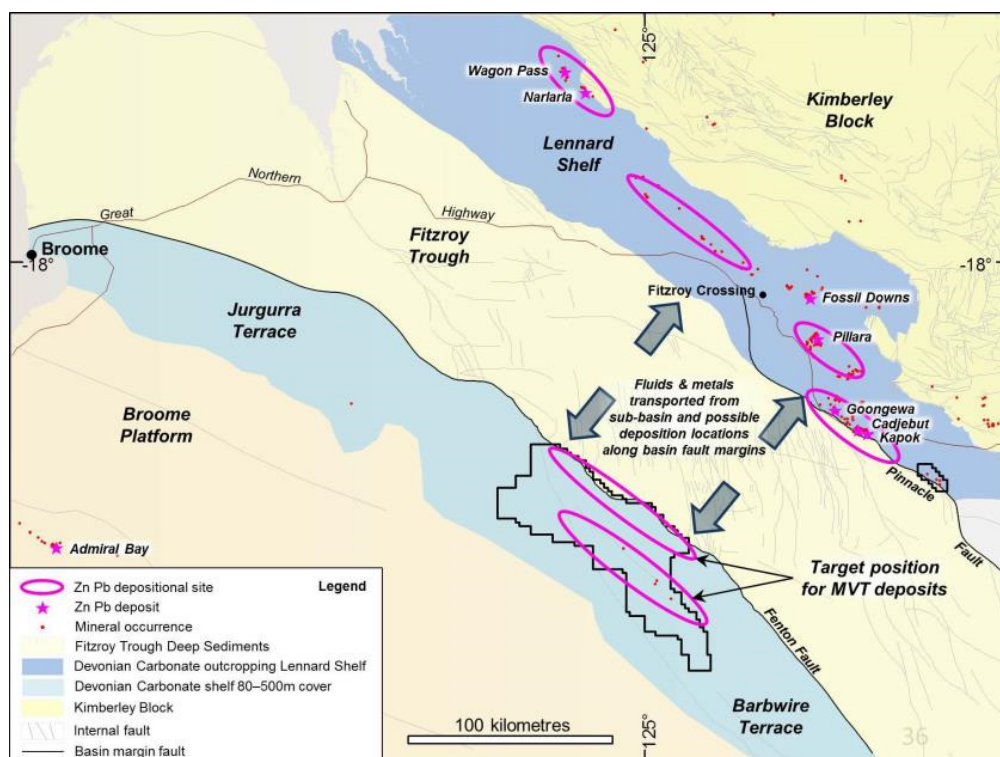 125°
Wagon Pass
Narlarla
Kimberley
Block
Lennard
Shelf
Northern
Great
Highway
Fitzroy
Trough
Broome
-18°
-18°
Fitzroy Crossing
Fossil Downs
Jurgurra
Terrace
Pillara
Fluids & metals
transported from
sub-basin and possible
deposition locations
along basin fault margins
Goongewa
Cadjebut
Kapok
Broome
Platform
Pinnacle
Fault
Admiral Bay
Target position
for MVT deposits
Fenton Fault
Legend
Zn Pb depositional site
Zn Pb deposit
Mineral occurrence
Fitzroy Trough Deep Sediments
Devonian Carbonate outcropping Lennard Shelf
Devonian Carbonate shelf 80–500m cover
Kimberley Block
Internal fault
Basin margin fault
100 kilometres
125°
Barbwire
Terrace
36